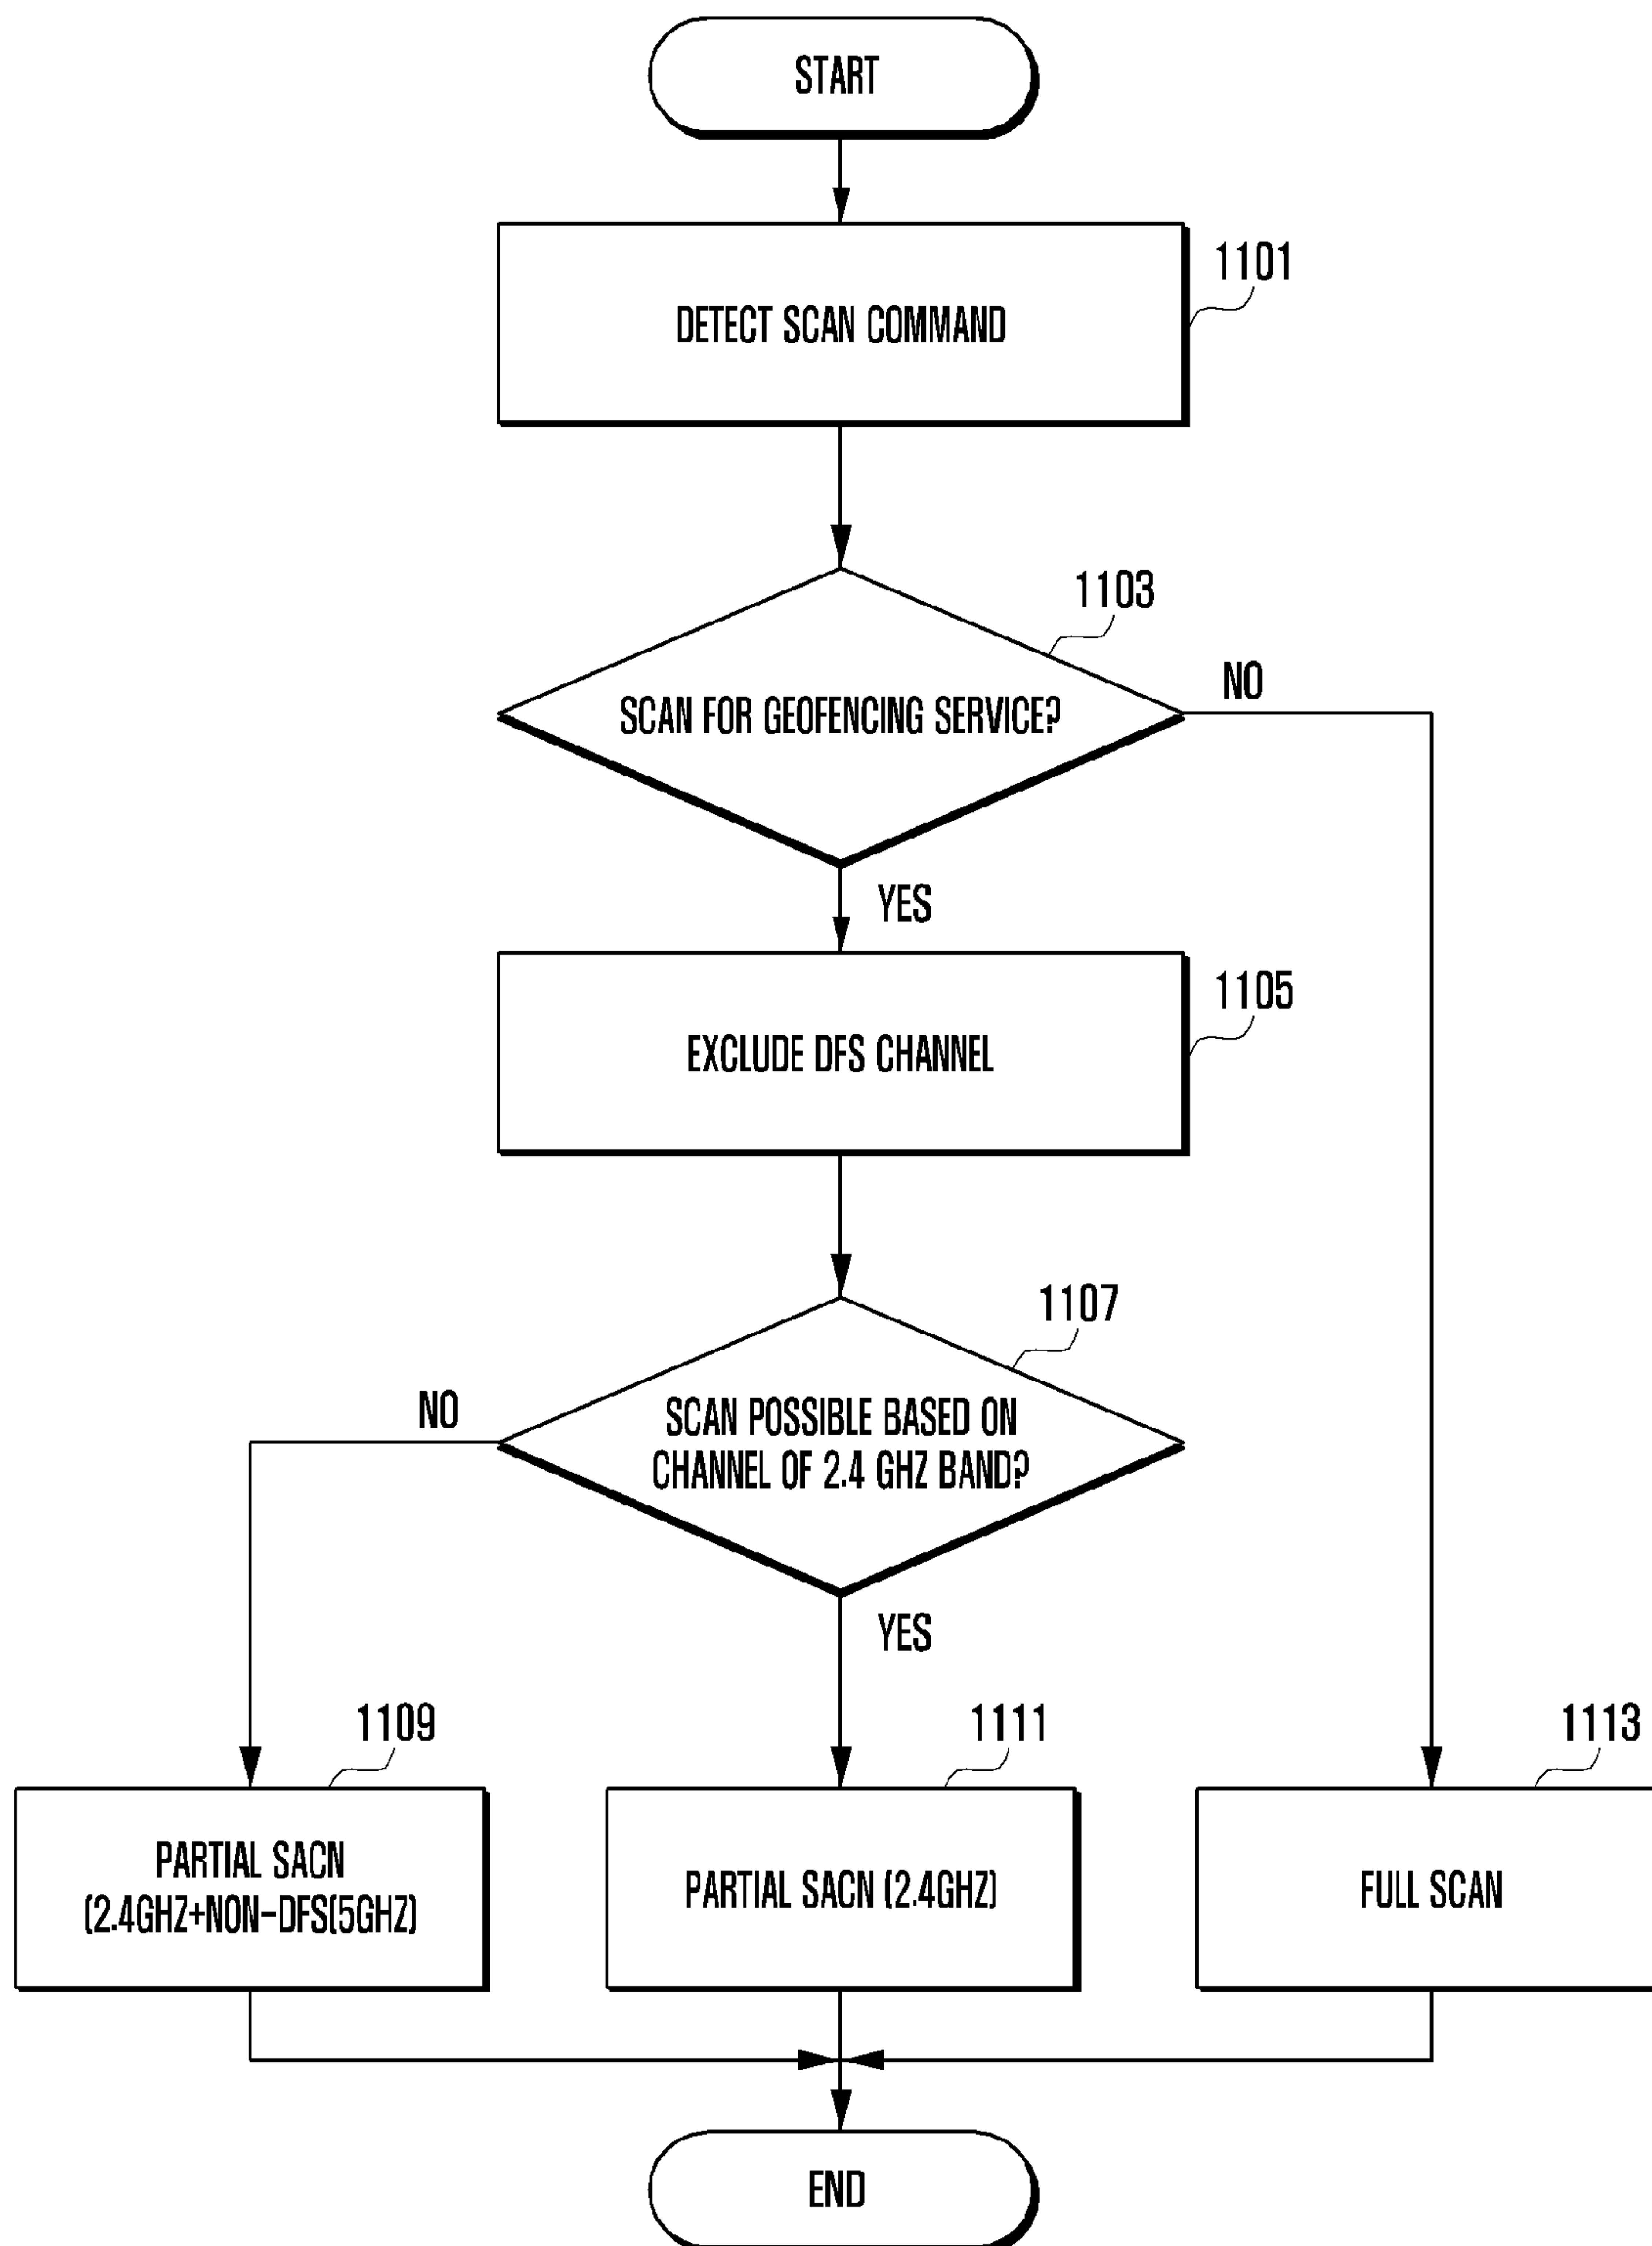 START
1101
DETECT SCAN COMMAND
1103
SCAN FOR GEOFENCING SERVICE?
NO
YES
1105
EXCLUDE DFS CHANNEL
1107
NO
SCAN POSSIBLE BASED ON
CHANNEL OF 2.4 GHZ BAND?
YES
1109
1111
1113
PARTIAL SACN
(2.4GHZ+NON-DFS(5GHZ)
PARTIAL SACN (2.4GHZ)
FULL SCAN
END